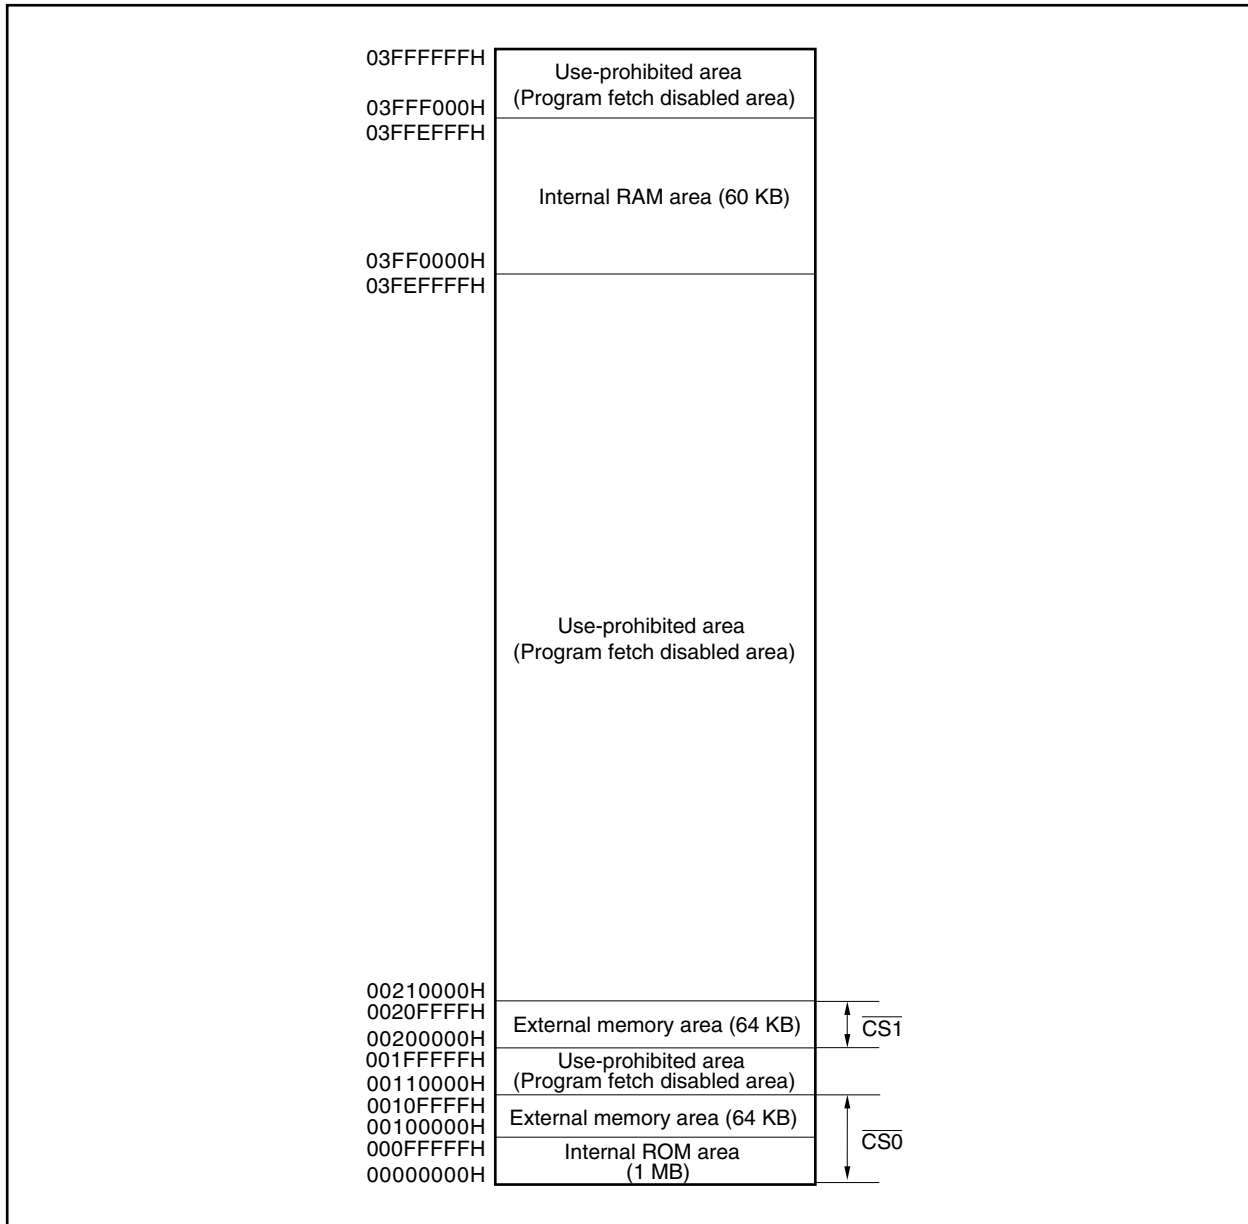 03FFFFFFH
Use-prohibited area
(Program fetch disabled area)
03FFF000H
03FFEFFFH
Internal RAM area (60 KB)
03FF0000H
03FEFFFFH
Use-prohibited area
(Program fetch disabled area)
00210000H
0020FFFFH
External memory area (64 KB)
CS1
00200000H
001FFFFFH
Use-prohibited area
(Program fetch disabled area)
00110000H
0010FFFFH
External memory area (64 KB)
00100000H
CS0
000FFFFFH
Internal ROM area
(1 MB)
00000000H